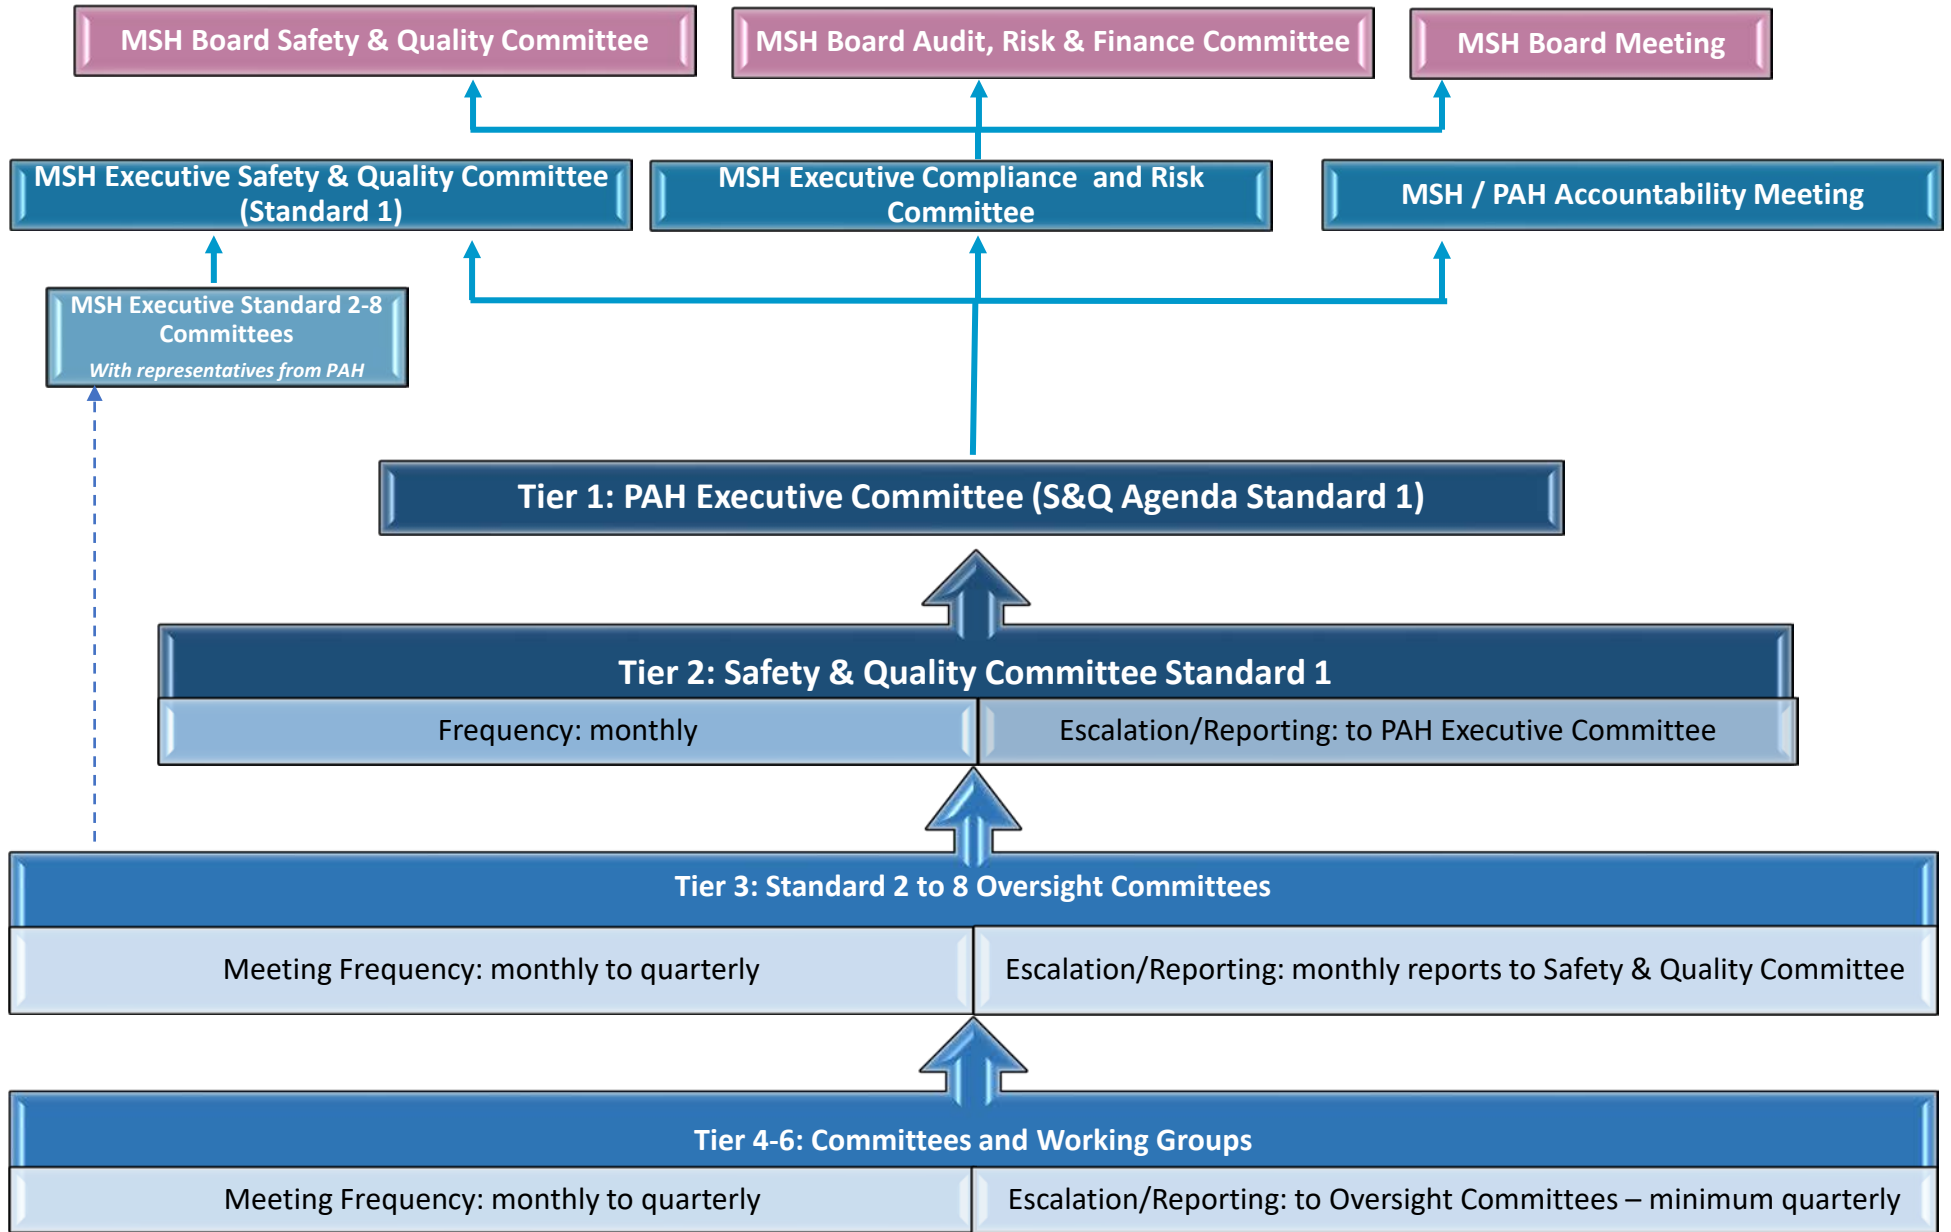 MSH Board Safety & Quality Committee
MSH Board Audit, Risk & Finance Committee
MSH Board Meeting
MSH Executive Safety & Quality Committee
(Standard 1)
MSH Executive Compliance and Risk
Committee
MSH / PAH Accountability Meeting
MSH Executive Standard 2-8
Committees
With representatives from PAH
Tier 1: PAH Executive Committee (S&Q Agenda Standard 1)
Tier 2: Safety & Quality Committee Standard 1
Frequency: monthly
Escalation/Reporting: to PAH Executive Committee
Tier 3: Standard 2 to 8 Oversight Committees
Meeting Frequency: monthly to quarterly
Escalation/Reporting: monthly reports to Safety & Quality Committee
Tier 4-6: Committees and Working Groups
Meeting Frequency: monthly to quarterly
Escalation/Reporting: to Oversight Committees – minimum quarterly